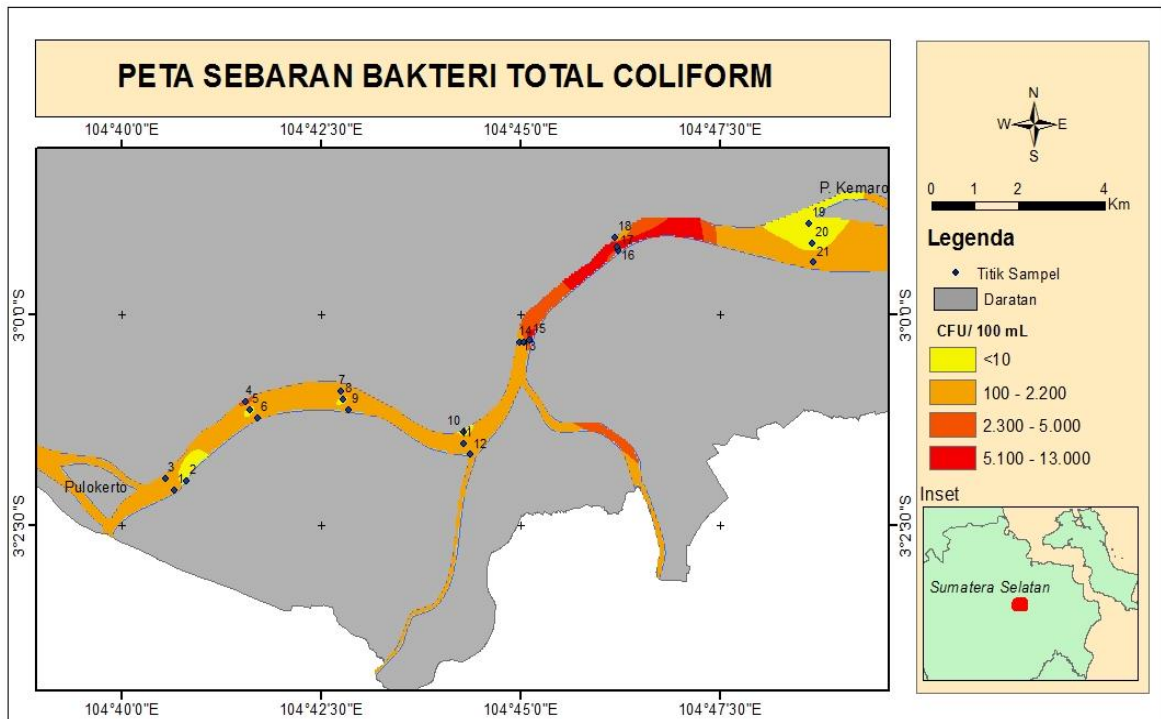 PETA SEBARAN BAKTERI TOTAL COLIFORM
104°40'0"E 104°42'30"E 104°45'0"E 104°47'30"E
3°0'0"S
3°2'30"S
3°0'0"S
3°2'30"S
P. Kemaro
19
20
21
18
17
16
15
14
13
7
8
9
4
5
6
10
11
12
3
2
1
Pulokerto
104°40'0"E 104°42'30"E 104°45'0"E 104°47'30"E
N
W E
S
0 1 2 4
Km
Legenda
Titik Sampel
Daratan
CFU/ 100 mL
<10
100 - 2.200
2.300 - 5.000
5.100 - 13.000
Inset
Sumatera Selatan